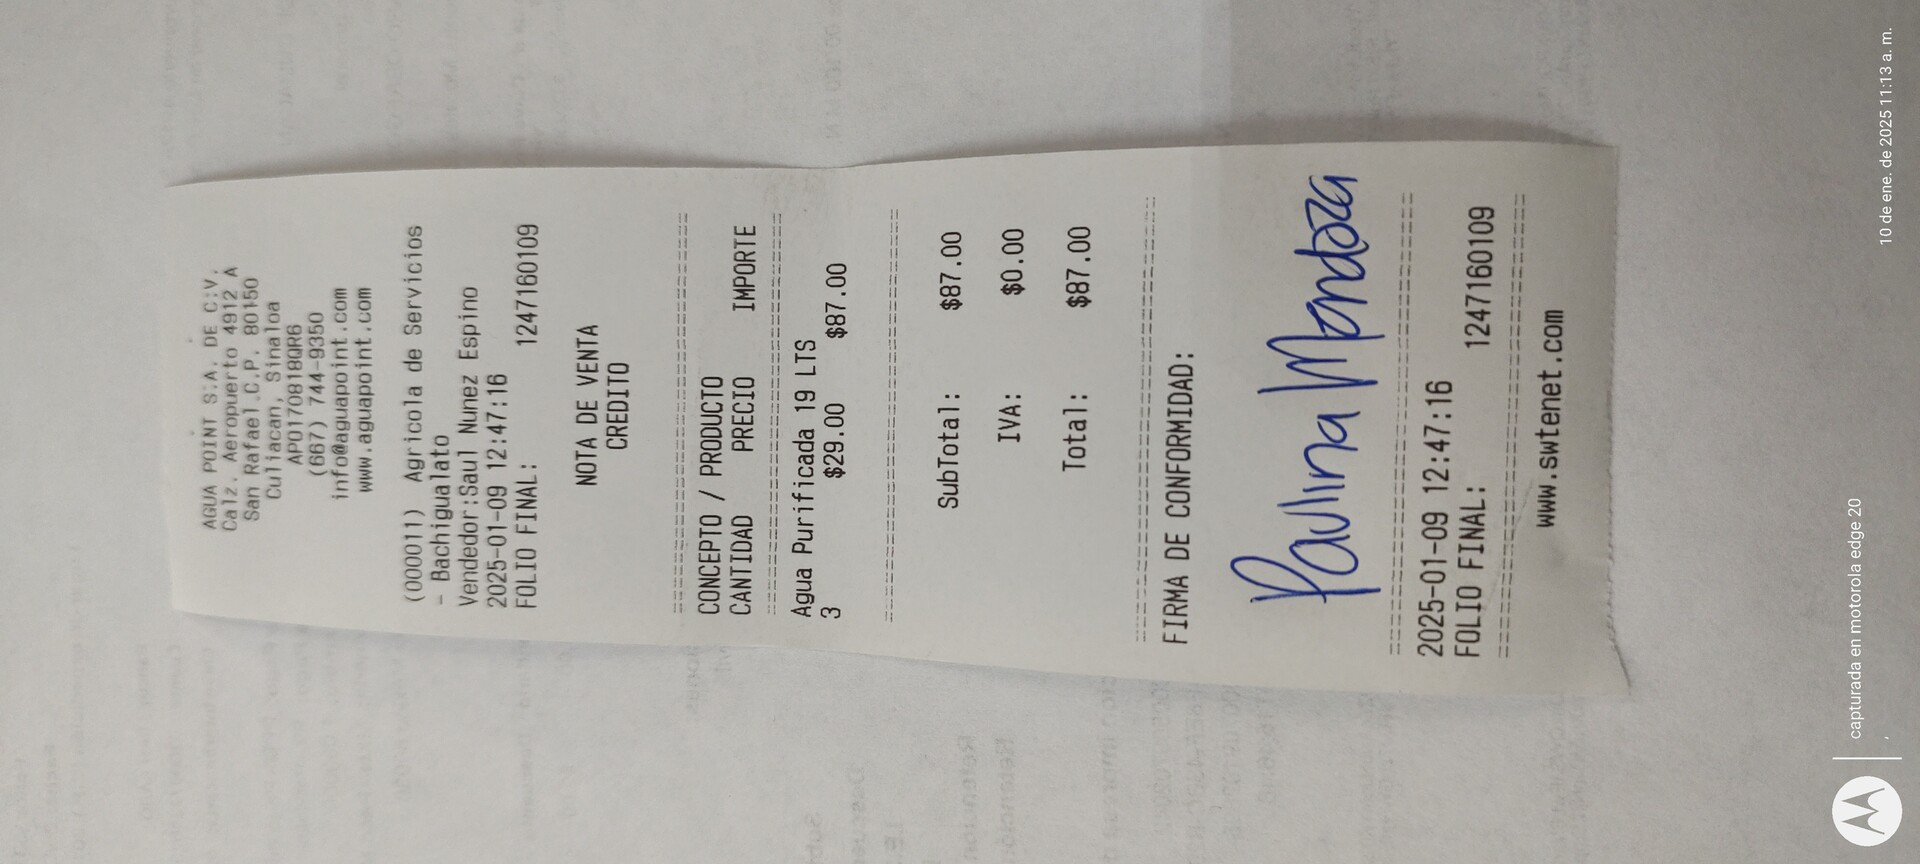 AGUA POINT S.A. DE C.V.
Calz. Aeropuerto 4912 A
San Rafael C.P. 80150
Culiacan, Sinaloa
APO170818QR6
(667) 744-9350
info@aguapoint.com
www.aguapoint.com
(000011) Agricola de Servicios
- Bachigualato
Vendedor:Saul Nunez Espino
2025-01-09 12:47:16
FOLIO FINAL: 1247160109
NOTA DE VENTA
CREDITO
CONCEPTO / PRODUCTO
CANTIDAD PRECIO IMPORTE
Agua Purificada 19 LTS
3 $29.00 $87.00
SubTotal: $87.00
IVA: $0.00
Total: $87.00
FIRMA DE CONFORMIDAD:
Paulina Mendoza
2025-01-09 12:47:16
FOLIO FINAL: 1247160109
www.swtenet.com
capturada en motorola edge 20
10 de ene. de 2025 11:13 a. m.